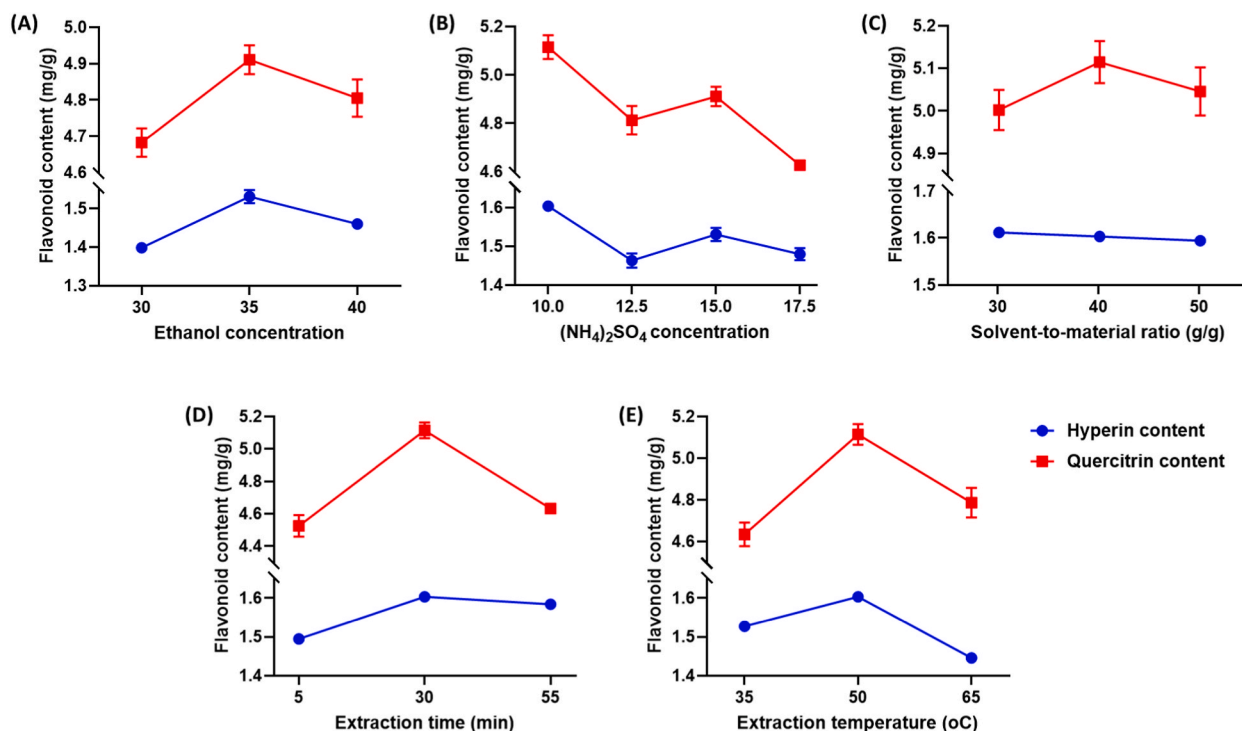 (A)
Flavonoid content (mg/g)
5.0
4.9
4.8
4.7
4.6
1.5
1.4
1.3
30 35 40
Ethanol concentration
(B)
Flavonoid content (mg/g)
5.2
5.0
4.8
4.6
1.6
1.5
1.4
10.0 12.5 15.0 17.5
(NH4)2SO4 concentration
(C)
Flavonoid content (mg/g)
5.2
5.1
5.0
4.9
1.7
1.6
1.5
30 40 50
Solvent-to-material ratio (g/g)
(D)
Flavonoid content (mg/g)
5.2
5.0
4.8
4.6
4.4
1.6
1.5
1.4
5 30 55
Extraction time (min)
(E)
Flavonoid content (mg/g)
5.2
5.0
4.8
4.6
1.6
1.5
1.4
35 50 65
Extraction temperature (oC)
Hyperin content
Quercitrin content